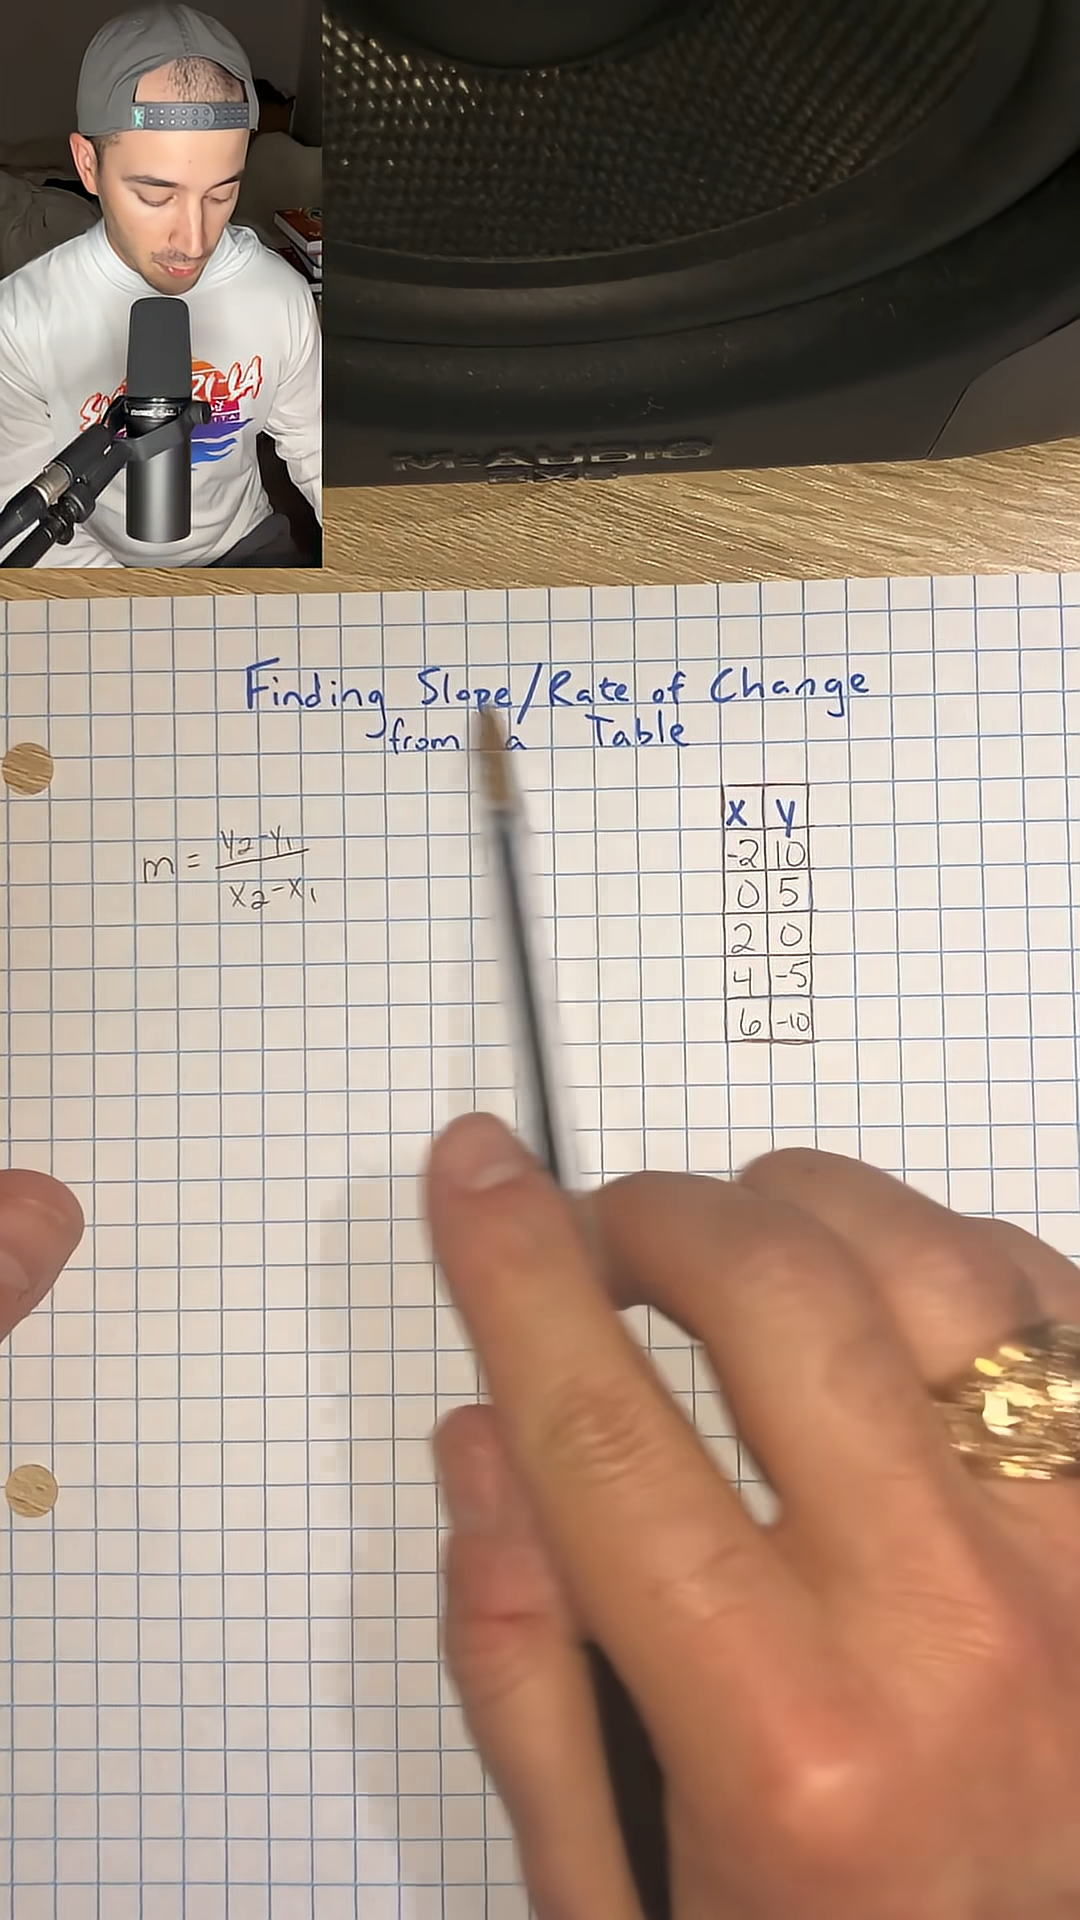 M-AUDIO
Finding Slope/Rate of Change
from a Table
m = y₂-y₁
x₂-x₁
x y
-2 10
0 5
2 0
4 -5
6 -10